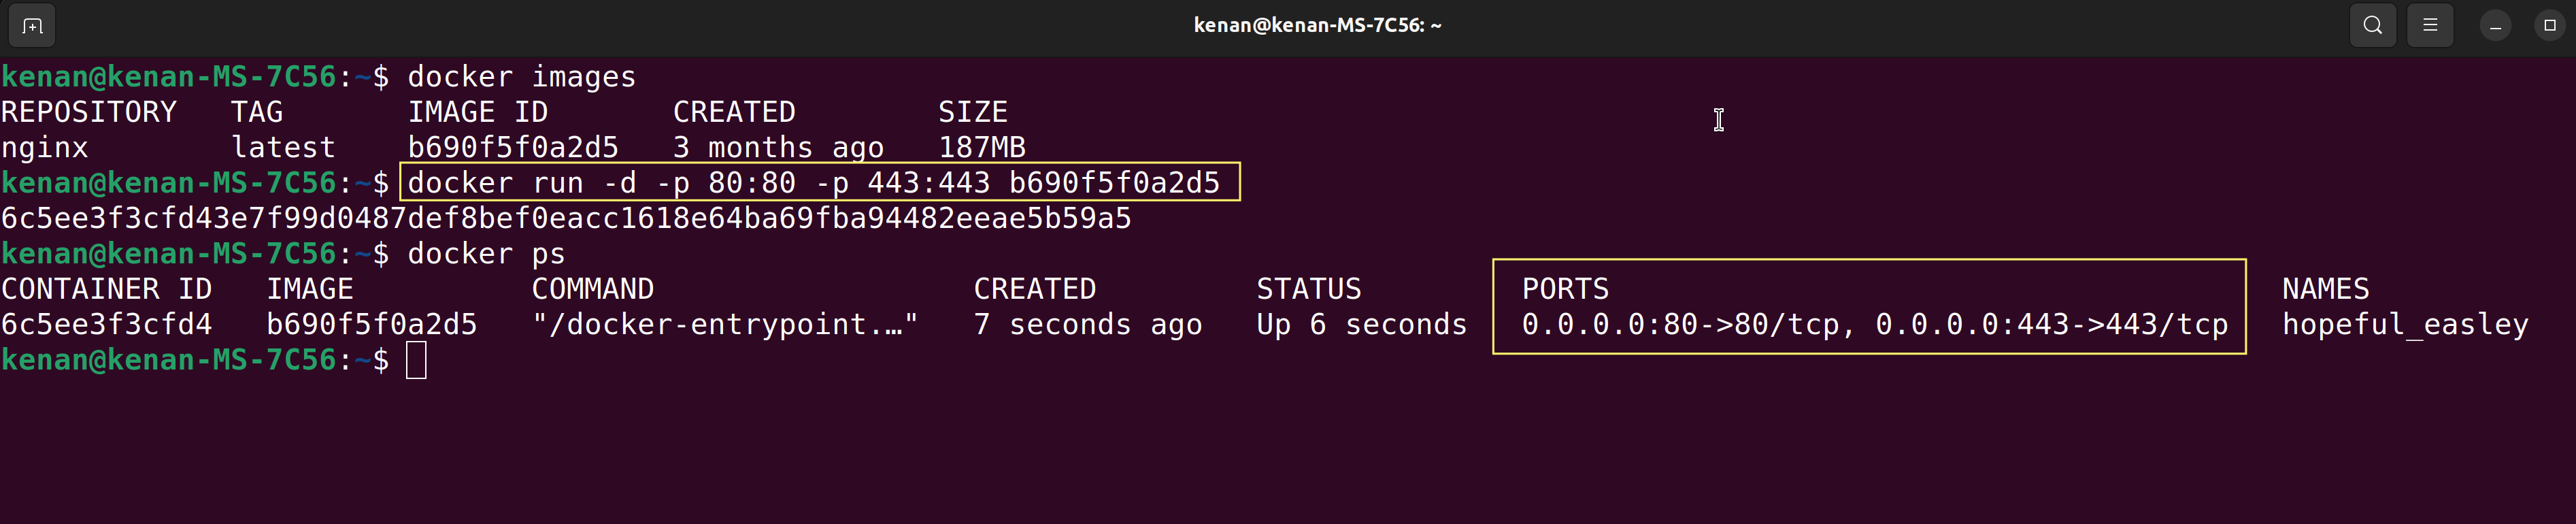 kenan@kenan-MS-7C56: ~
kenan@kenan-MS-7C56:~$ docker images
REPOSITORY   TAG       IMAGE ID       CREATED        SIZE
nginx        latest    b690f5f0a2d5   3 months ago   187MB
kenan@kenan-MS-7C56:~$ docker run -d -p 80:80 -p 443:443 b690f5f0a2d5
6c5ee3f3cfd43e7f99d0487def8bef0eacc1618e64ba69fba94482eeae5b59a5
kenan@kenan-MS-7C56:~$ docker ps
CONTAINER ID   IMAGE          COMMAND                  CREATED         STATUS         PORTS                                      NAMES
6c5ee3f3cfd4   b690f5f0a2d5   "/docker-entrypoint.…"   7 seconds ago   Up 6 seconds   0.0.0.0:80->80/tcp, 0.0.0.0:443->443/tcp   hopeful_easley
kenan@kenan-MS-7C56:~$